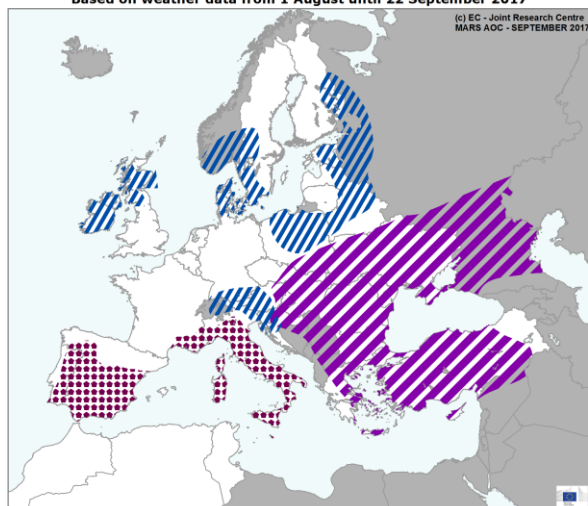 Based on weather data from 1 August until 22 September 2017
(c) EC - Joint Research Centre
MARS AOC - SEPTEMBER 2017